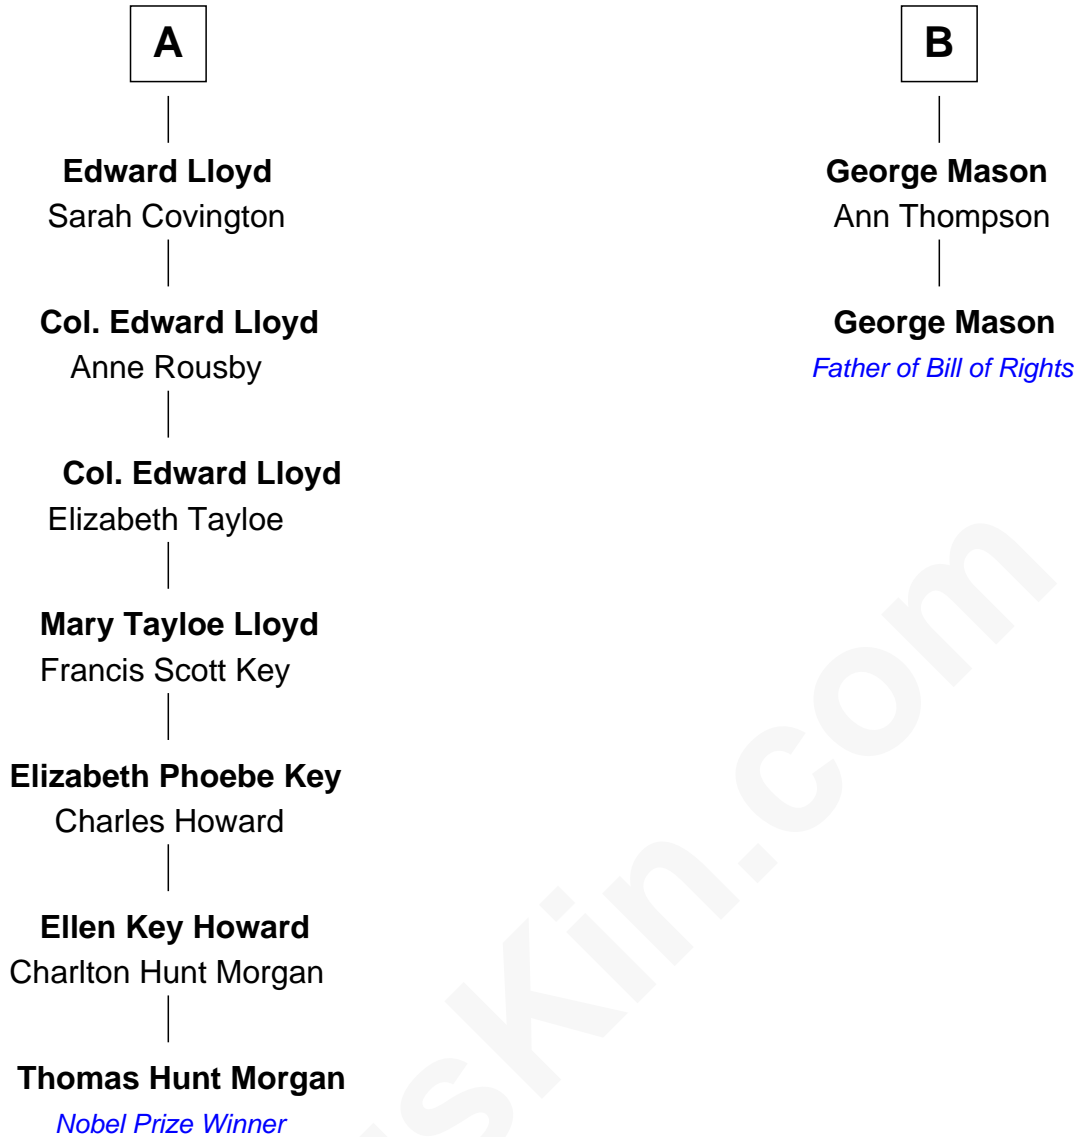 A
B
Edward Lloyd
Sarah Covington
George Mason
Ann Thompson
Col. Edward Lloyd
Anne Rousby
George Mason
Father of Bill of Rights
Col. Edward Lloyd
Elizabeth Tayloe
Mary Tayloe Lloyd
Francis Scott Key
Elizabeth Phoebe Key
Charles Howard
Ellen Key Howard
Charlton Hunt Morgan
Thomas Hunt Morgan
Nobel Prize Winner
sKin.com